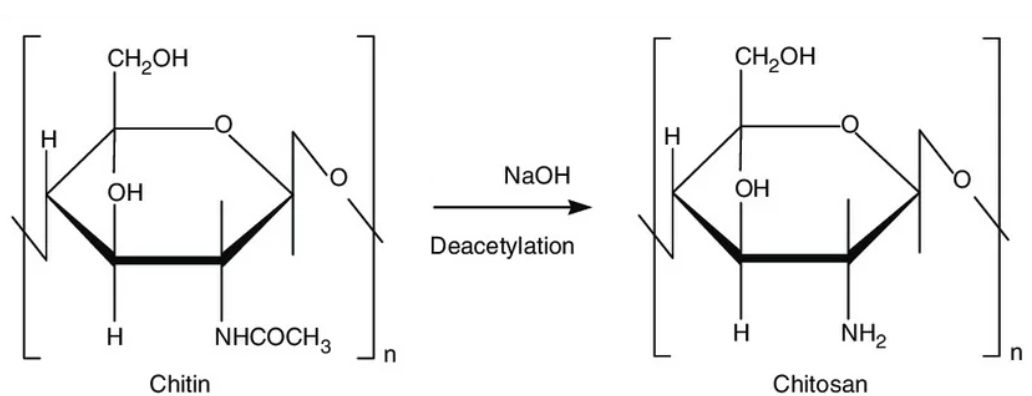 CH2OH
O
H
OH
O
H
NHCOCH3
n
Chitin
NaOH
Deacetylation
CH2OH
O
H
OH
O
H
NH2
n
Chitosan